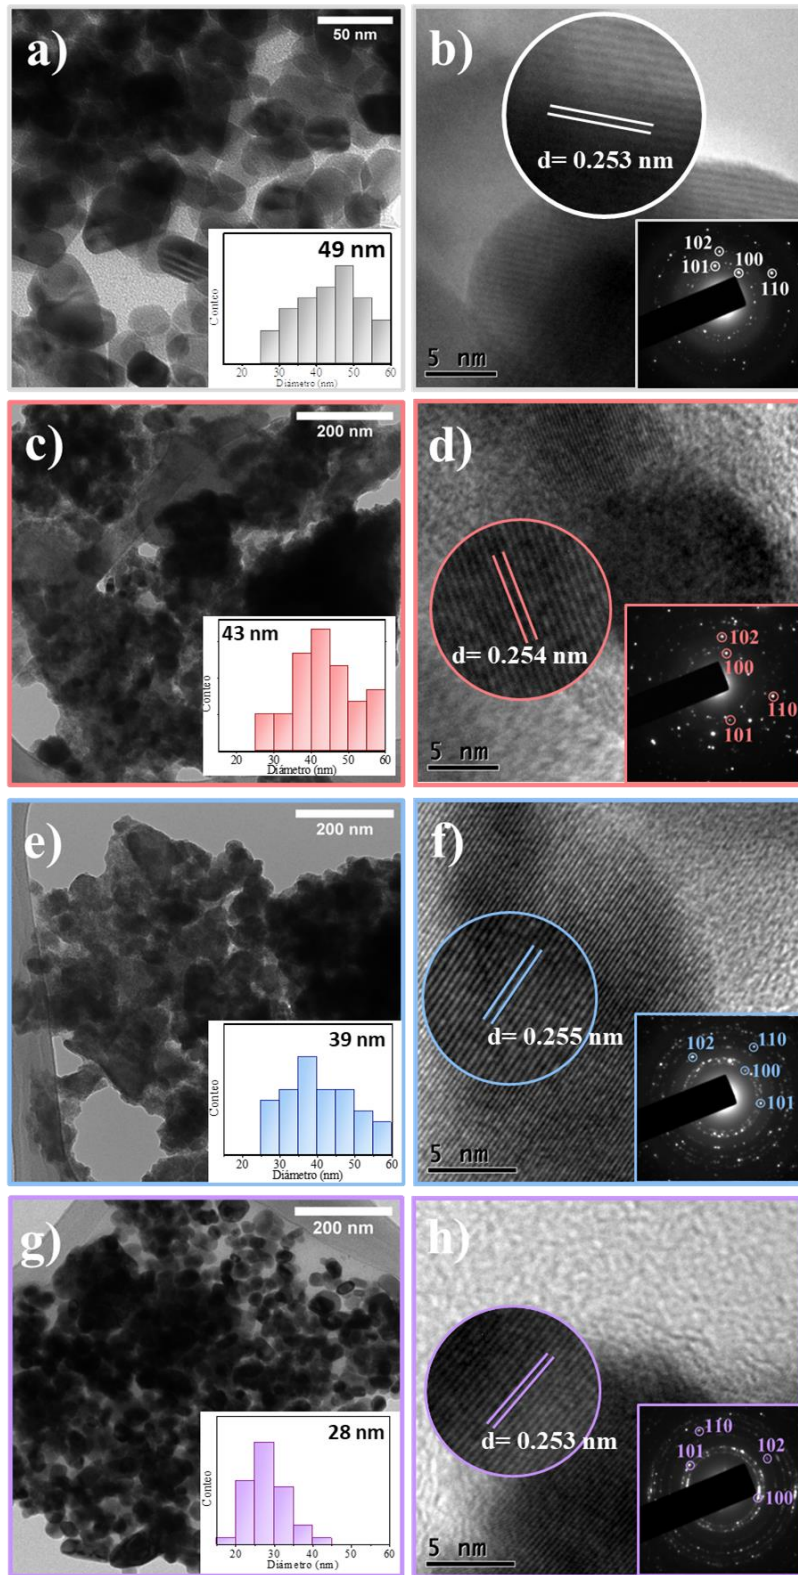 a)
50 nm
49 nm
Conteo
20 30 40 50 60
Diámetro (nm)
b)
d= 0.253 nm
102
101
100
110
5 nm
c)
200 nm
43 nm
Conteo
20 30 40 50 60
Diámetro (nm)
d)
d= 0.254 nm
102
100
110
101
5 nm
e)
200 nm
39 nm
Conteo
20 30 40 50 60
Diámetro (nm)
f)
d= 0.255 nm
102
110
100
101
5 nm
g)
200 nm
28 nm
Conteo
20 30 40 50 60
Diámetro (nm)
h)
d= 0.253 nm
110
101
102
100
5 nm